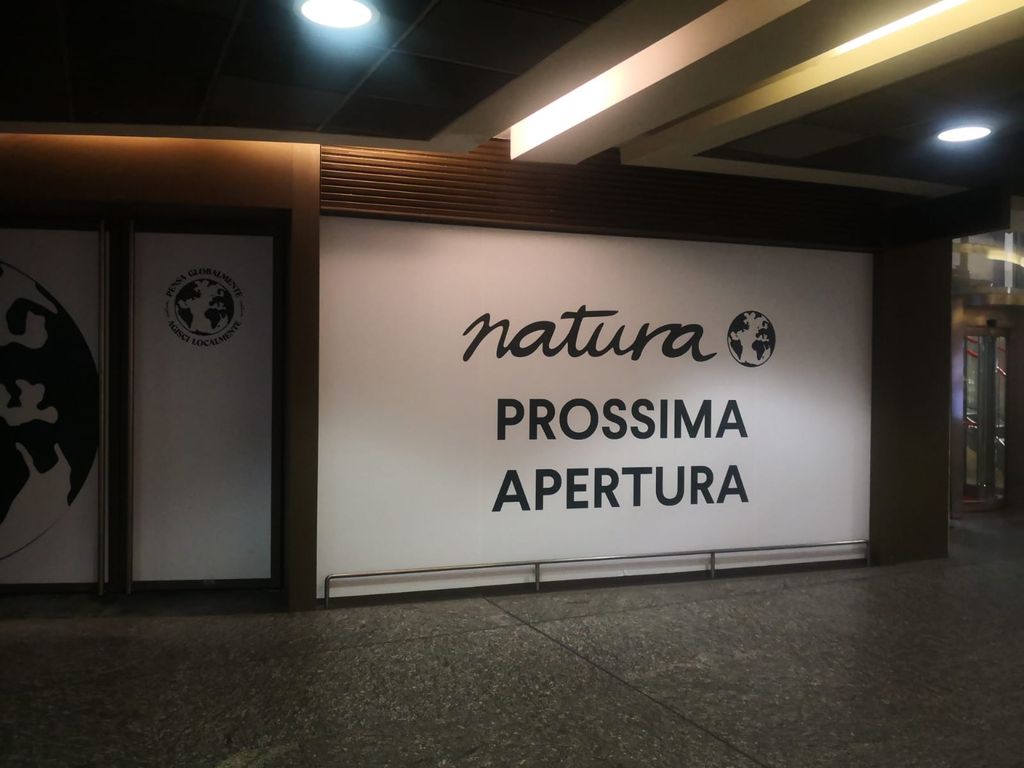 PENSA GLOBALMENTE
AGISCI LOCALMENTE
natura
PROSSIMA
APERTURA